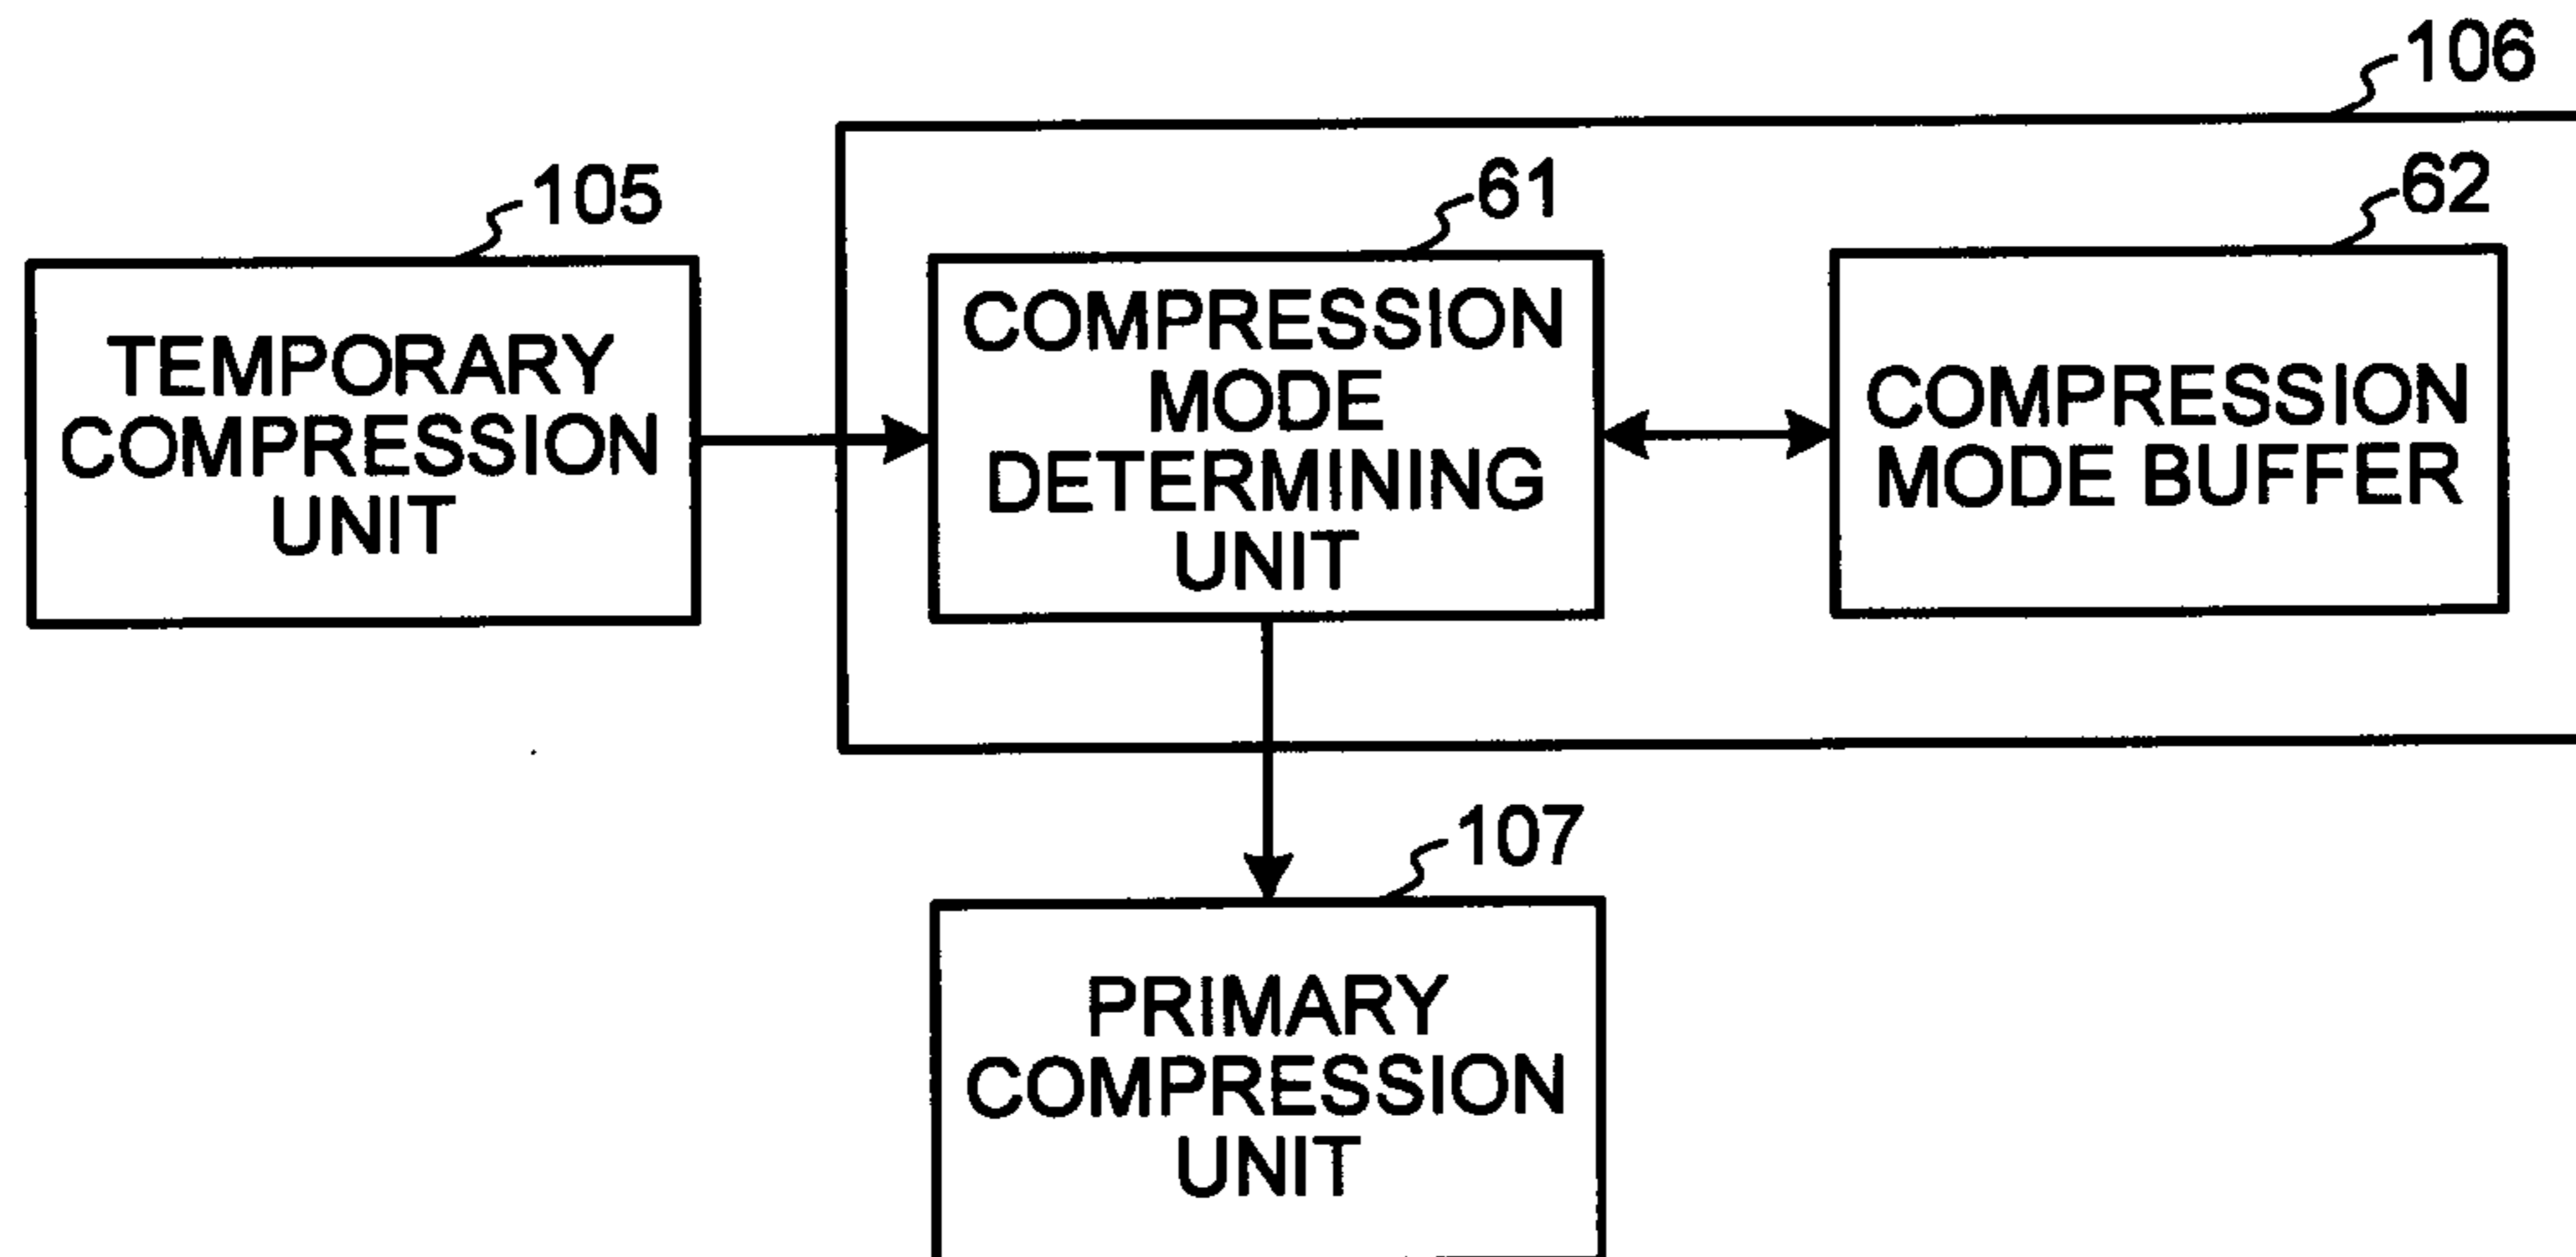 106
105
61
62
TEMPORARY
COMPRESSION
UNIT
COMPRESSION
MODE
DETERMINING
UNIT
COMPRESSION
MODE BUFFER
107
PRIMARY
COMPRESSION
UNIT